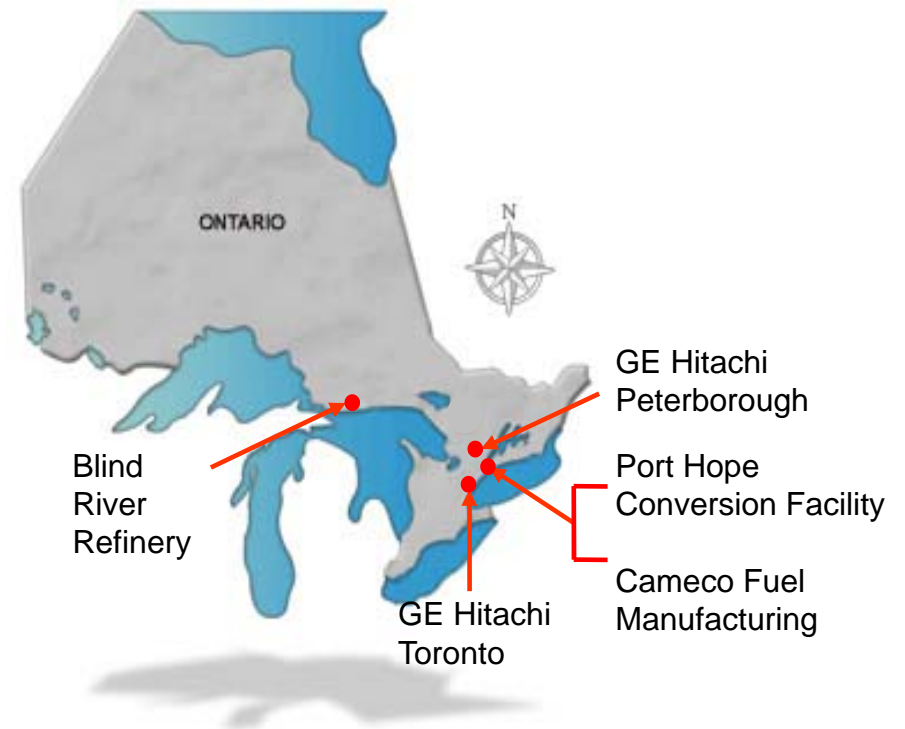 ONTARIO
N
GE Hitachi
Peterborough
Blind
River
Refinery
Port Hope
Conversion Facility
Cameco Fuel
Manufacturing
GE Hitachi
Toronto